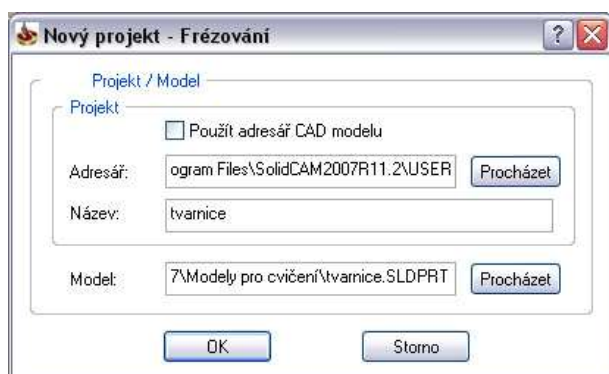 Nový projekt - Frézování
Projekt / Model
Projekt
Použít adresář CAD modelu
Adresář: ogram Files\SolidCAM2007R11.2\USER Procházet
Název: tvarnice
Model: 7\Modely pro cvičení\tvarnice.SLDPRT Procházet
OK Storno